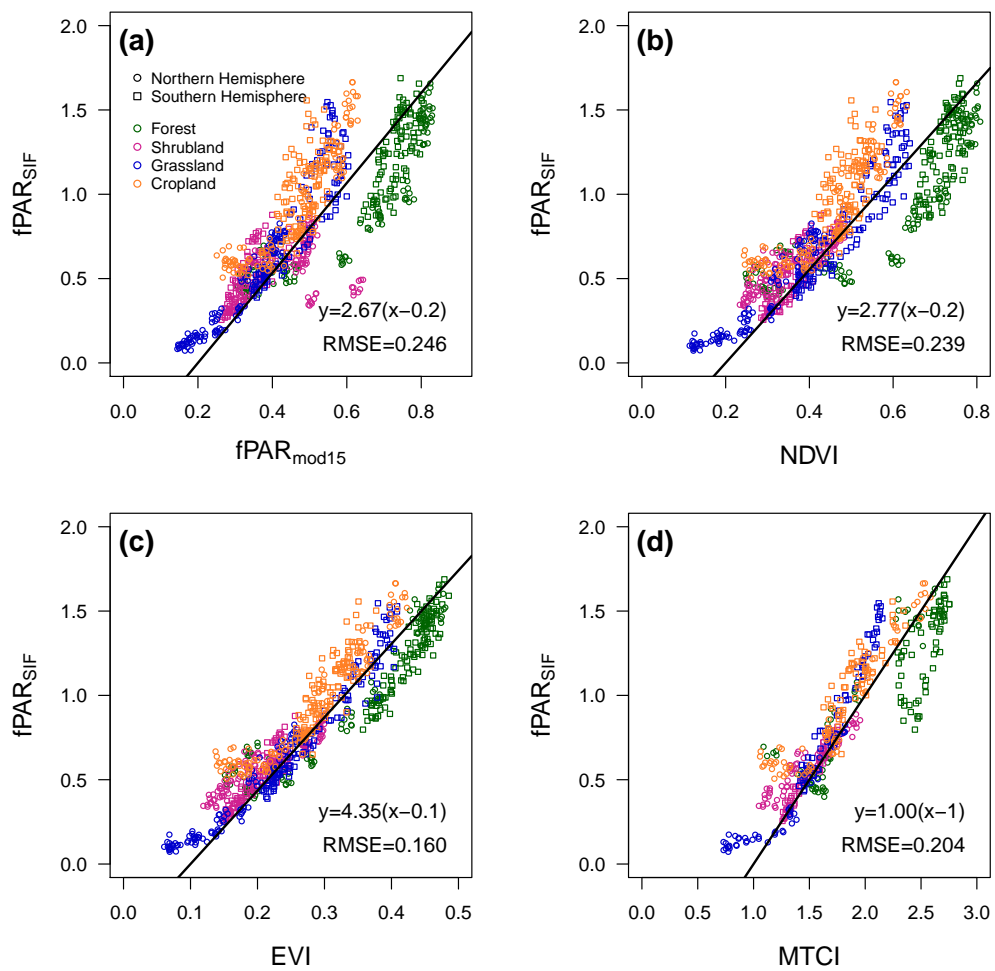 (a)
Northern Hemisphere
Southern Hemisphere
Forest
Shrubland
Grassland
Cropland
y=2.67(x−0.2)
RMSE=0.246
2.0
1.5
1.0
0.5
0.0
fPARSIF
0.0 0.2 0.4 0.6 0.8
fPARmod15
(b)
y=2.77(x−0.2)
RMSE=0.239
2.0
1.5
1.0
0.5
0.0
fPARSIF
0.0 0.2 0.4 0.6 0.8
NDVI
(c)
y=4.35(x−0.1)
RMSE=0.160
2.0
1.5
1.0
0.5
0.0
fPARSIF
0.0 0.1 0.2 0.3 0.4 0.5
EVI
(d)
y=1.00(x−1)
RMSE=0.204
2.0
1.5
1.0
0.5
0.0
fPARSIF
0.0 0.5 1.0 1.5 2.0 2.5 3.0
MTCI